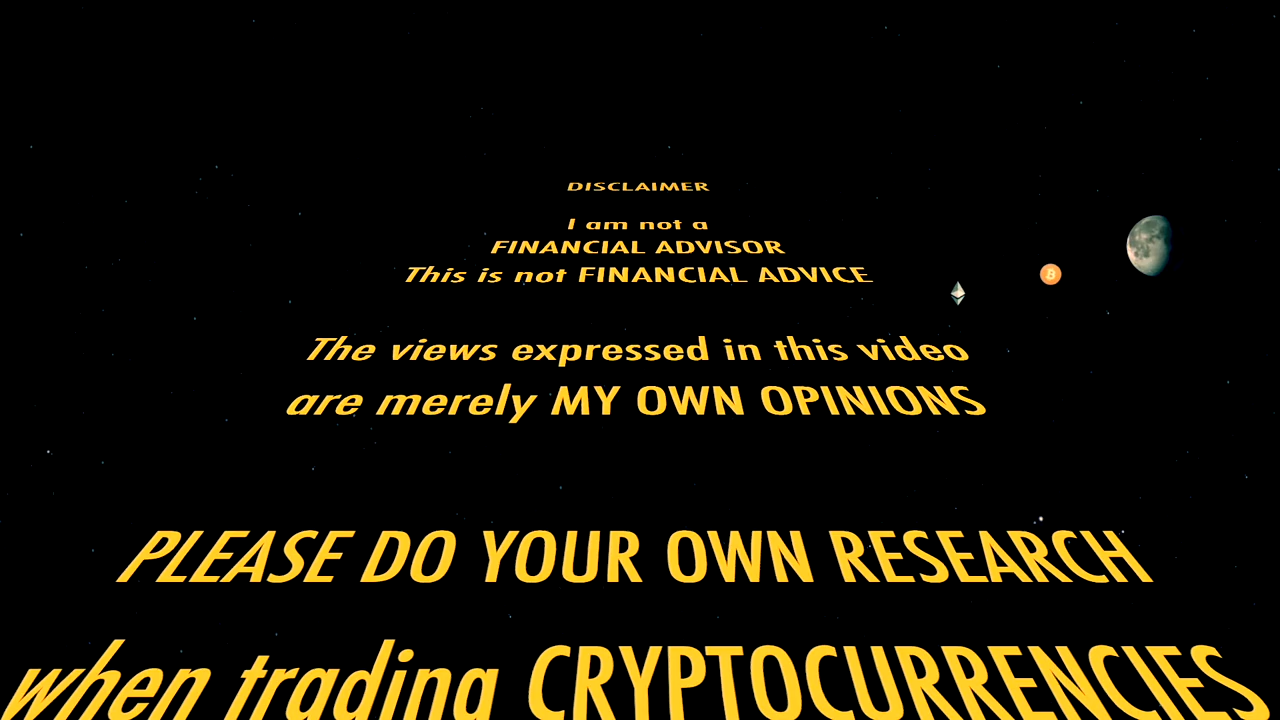 DISCLAIMER
I am not a
FINANCIAL ADVISOR
This is not FINANCIAL ADVICE
The views expressed in this video
are merely MY OWN OPINIONS
PLEASE DO YOUR OWN RESEARCH
when trading CRYPTOCURRENCIES